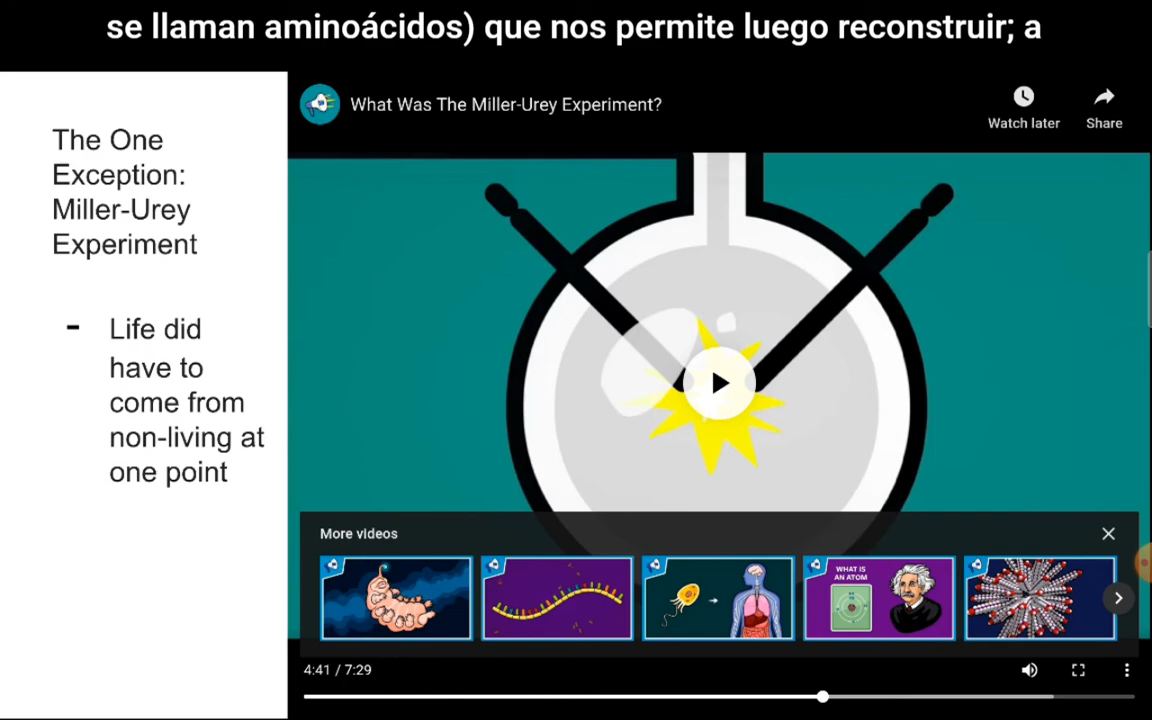 se llaman aminoácidos) que nos permite luego reconstruir; a
What Was The Miller-Urey Experiment?
Watch later
Share
The One
Exception:
Miller-Urey
Experiment
- Life did
have to
come from
non-living at
one point
More videos
WHAT IS
AN ATOM
4:41 / 7:29